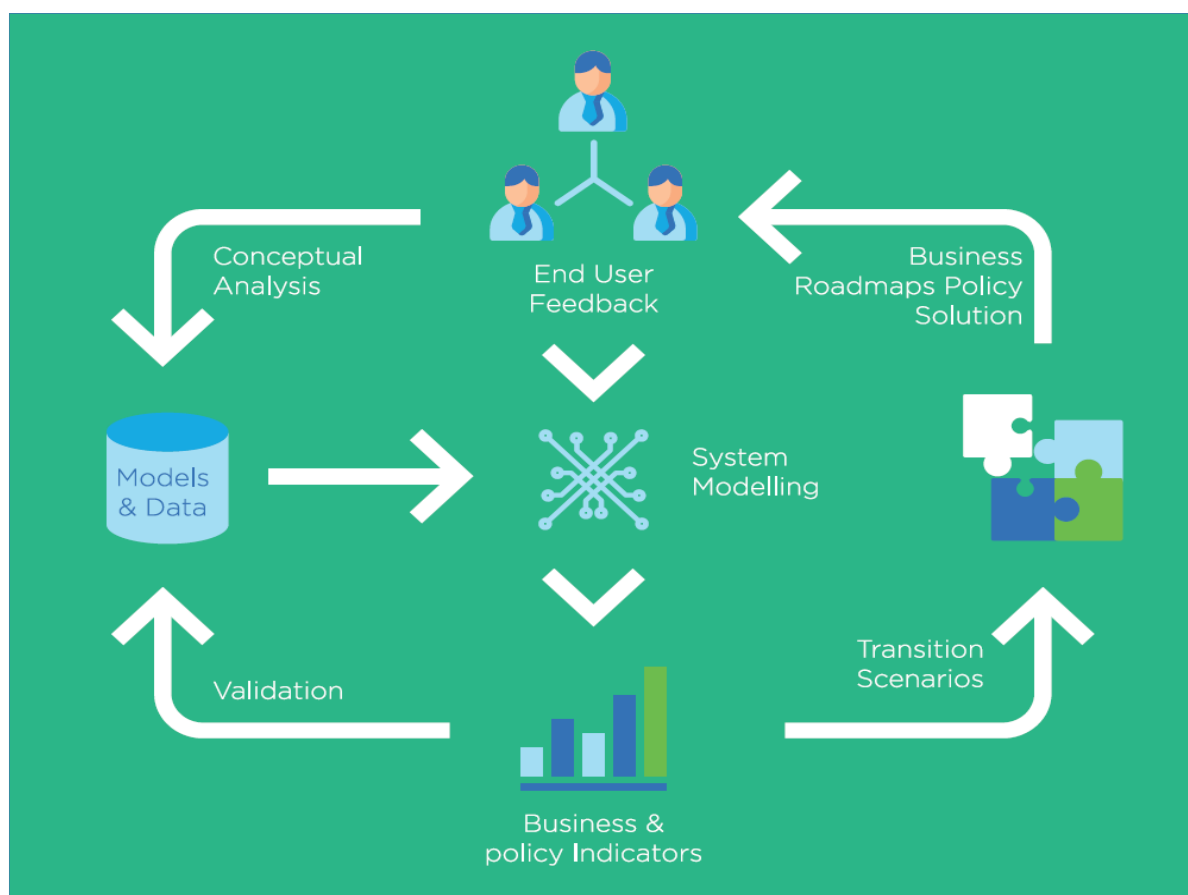 Conceptual
Analysis
End User
Feedback
Business
Roadmaps Policy
Solution
Models
& Data
System
Modelling
Validation
Transition
Scenarios
Business &
policy Indicators